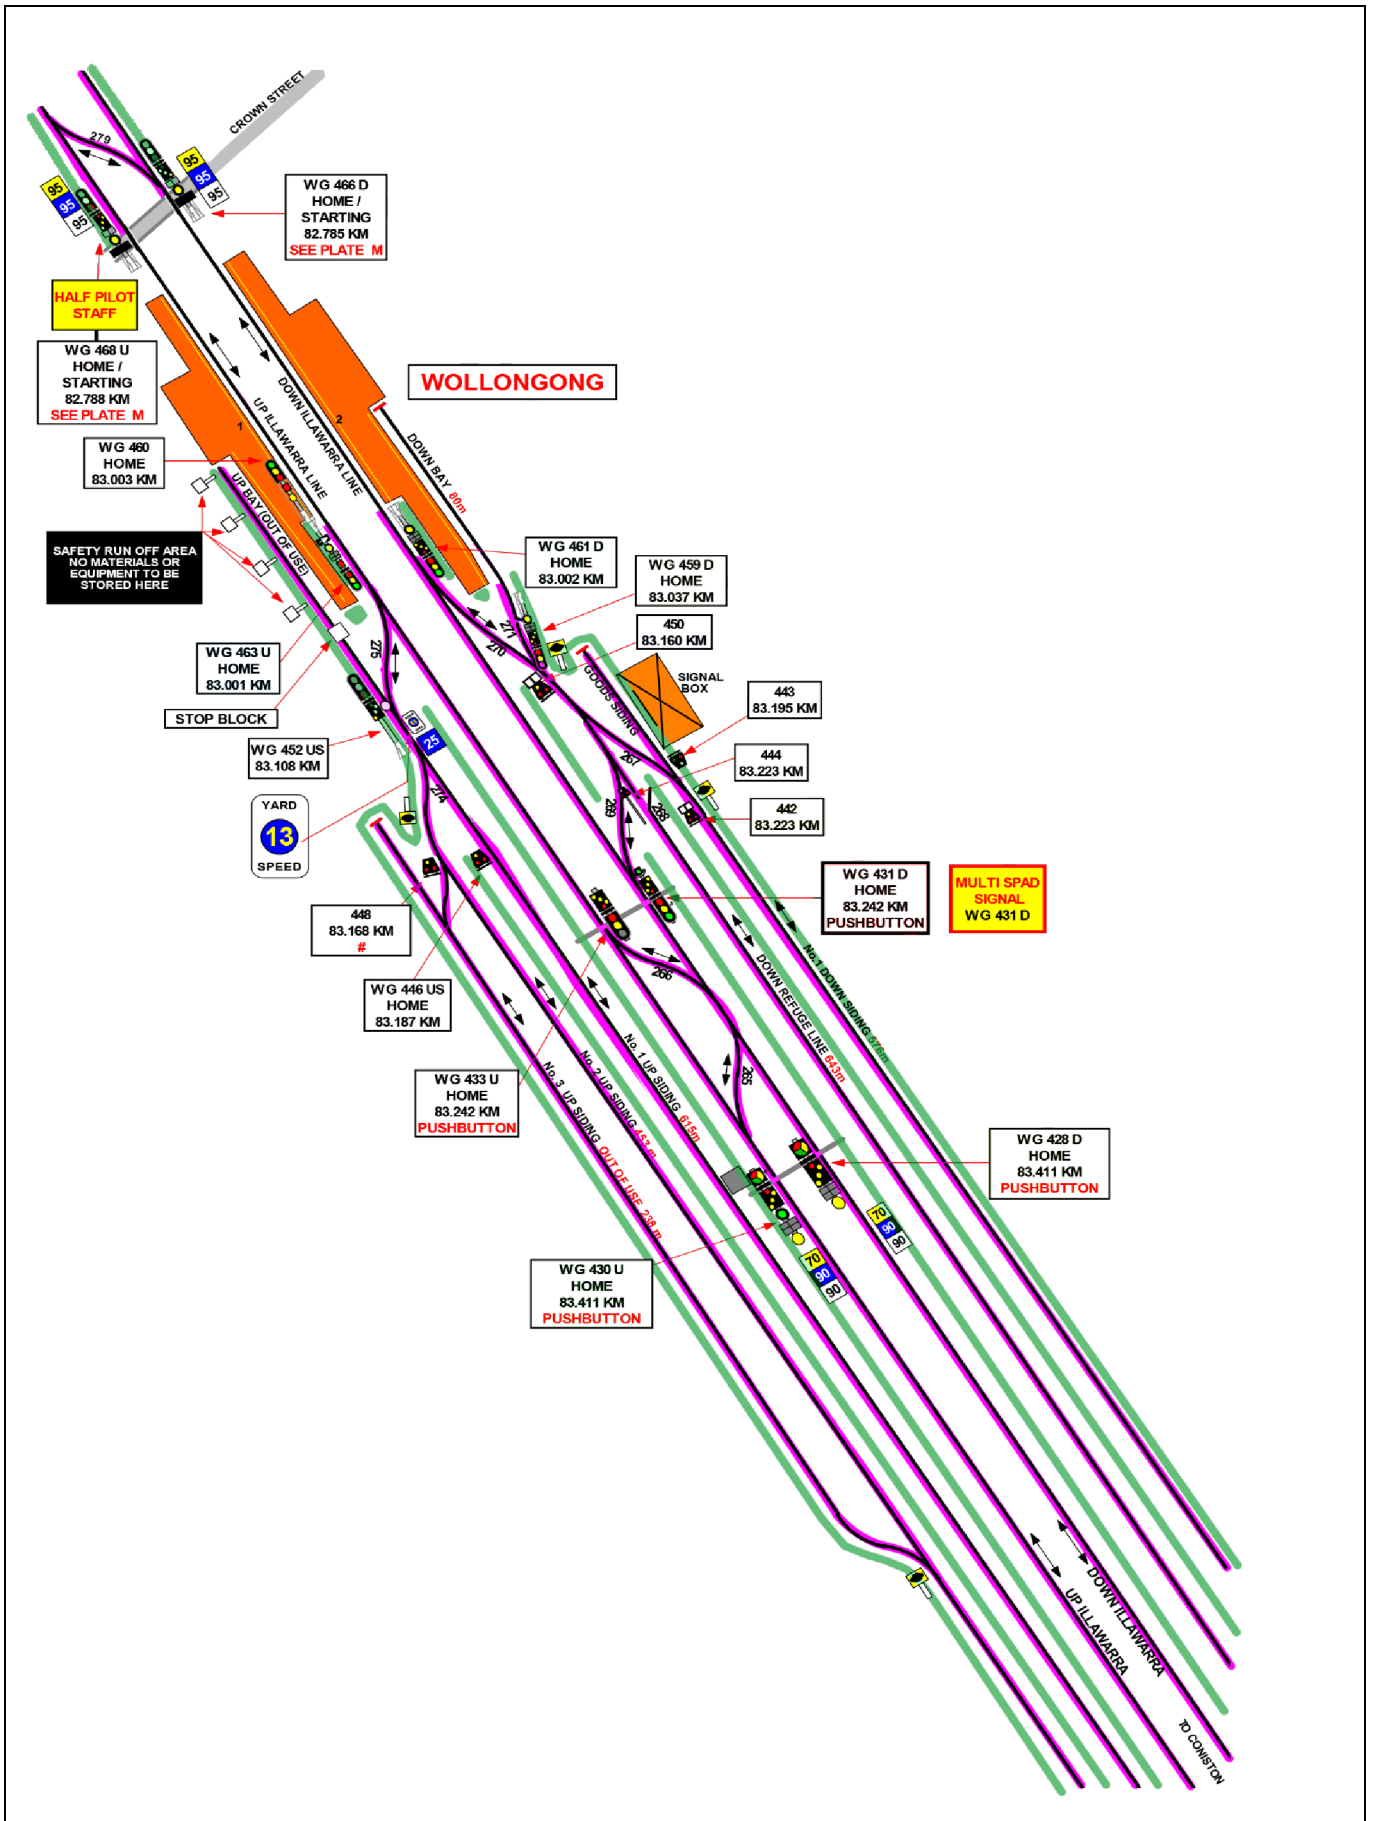 CROWN STREET
279
95
95
95
95
95
95
WG 466 D
HOME /
STARTING
82.785 KM
SEE PLATE M
HALF PILOT
STAFF
WG 468 U
HOME /
STARTING
82.788 KM
SEE PLATE M
WOLLONGONG
UP ILLAWARRA LINE
DOWN ILLAWARRA LINE
1
2
DOWN BAY 80m
WG 460
HOME
83.003 KM
UP BAY (OUT OF USE)
SAFETY RUN OFF AREA
NO MATERIALS OR
EQUIPMENT TO BE
STORED HERE
WG 461 D
HOME
83.002 KM
WG 459 D
HOME
83.037 KM
450
83.160 KM
271
270
275
WG 463 U
HOME
83.001 KM
STOP BLOCK
GOODS SIDING
SIGNAL
BOX
443
83.195 KM
WG 452 US
83.108 KM
25
444
83.223 KM
267
268
269
274
442
83.223 KM
YARD
13
SPEED
WG 431 D
HOME
83.242 KM
PUSHBUTTON
MULTI SPAD
SIGNAL
WG 431 D
448
83.168 KM
#
WG 446 US
HOME
83.187 KM
266
265
DOWN REFUGE LINE 643m
No.1 DOWN SIDING 576m
No. 1 UP SIDING 615m
No. 2 UP SIDING 453 m
No. 3 UP SIDING OUT OF USE 238 m
WG 433 U
HOME
83.242 KM
PUSHBUTTON
WG 428 D
HOME
83.411 KM
PUSHBUTTON
70
90
90
WG 430 U
HOME
83.411 KM
PUSHBUTTON
70
90
90
DOWN ILLAWARRA
UP ILLAWARRA
TO CONISTON